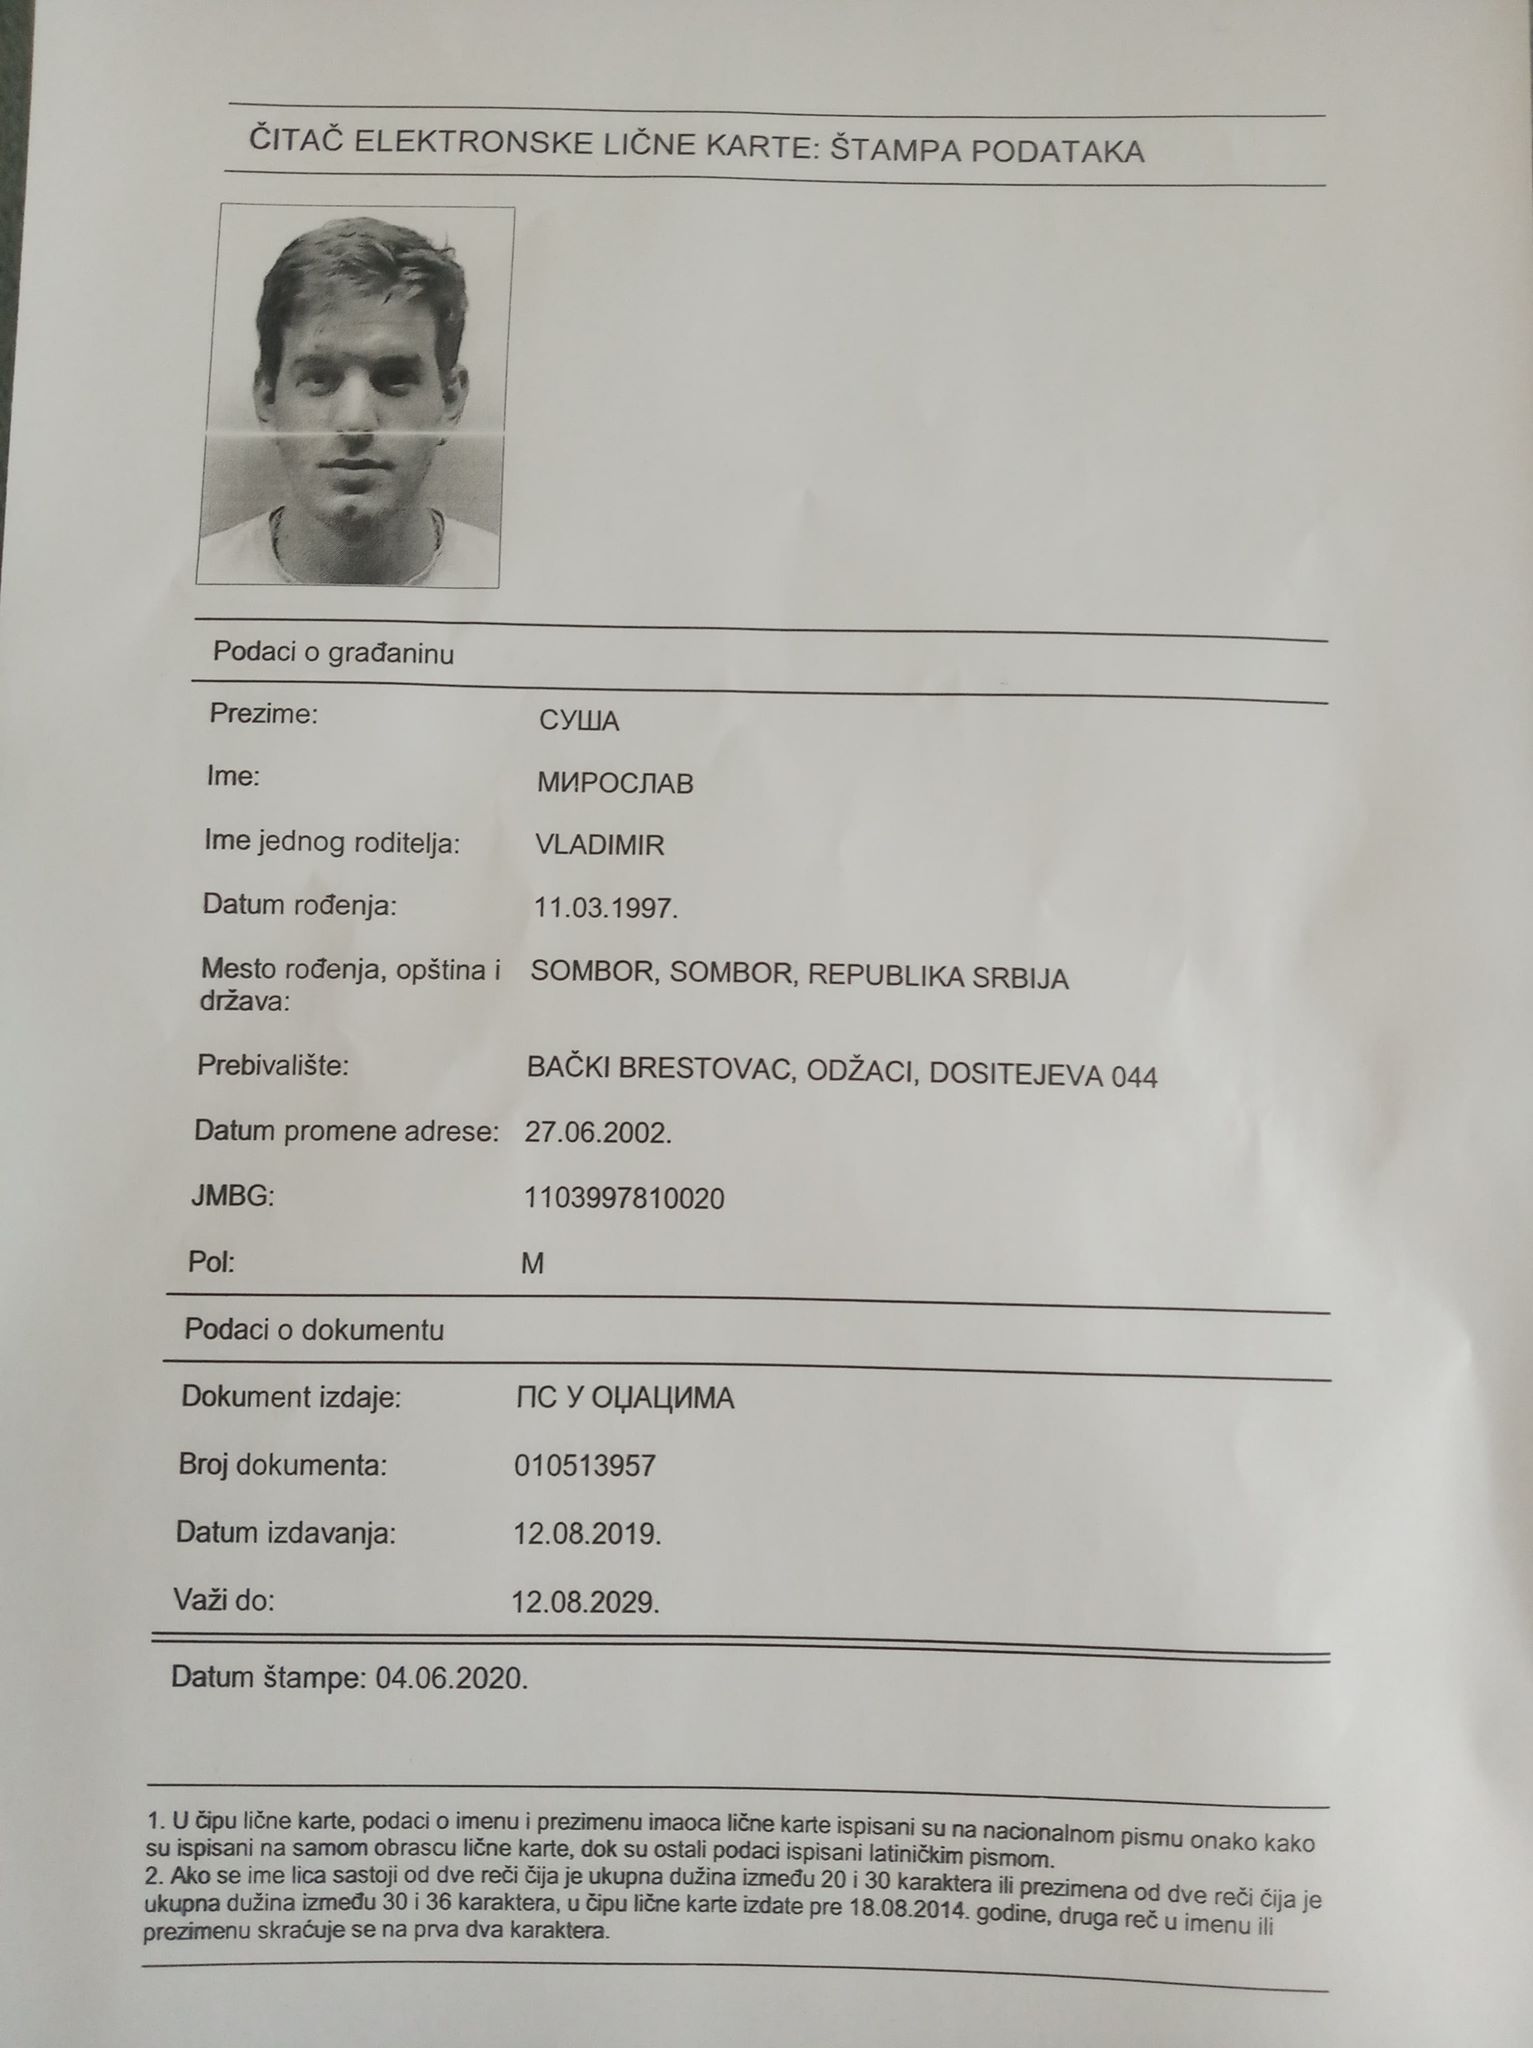 ČITAČ ELEKTRONSKE LIČNE KARTE: ŠTAMPA PODATAKA
Podaci o građaninu
Prezime: СУША
Ime: МИРОСЛАВ
Ime jednog roditelja: VLADIMIR
Datum rođenja: 11.03.1997.
Mesto rođenja, opština i SOMBOR, SOMBOR, REPUBLIKA SRBIJA
država:
Prebivalište: BAČKI BRESTOVAC, ODŽACI, DOSITEJEVA 044
Datum promene adrese: 27.06.2002.
JMBG: 1103997810020
Pol: M
Podaci o dokumentu
Dokument izdaje: ПС У ОЏАЦИМА
Broj dokumenta: 010513957
Datum izdavanja: 12.08.2019.
Važi do: 12.08.2029.
Datum štampe: 04.06.2020.
1. U čipu lične karte, podaci o imenu i prezimenu imaoca lične karte ispisani su na nacionalnom pismu onako kako
su ispisani na samom obrascu lične karte, dok su ostali podaci ispisani latiničkim pismom.
2. Ako se ime lica sastoji od dve reči čija je ukupna dužina između 20 i 30 karaktera ili prezimena od dve reči čija je
ukupna dužina između 30 i 36 karaktera, u čipu lične karte izdate pre 18.08.2014. godine, druga reč u imenu ili
prezimenu skraćuje se na prva dva karaktera.